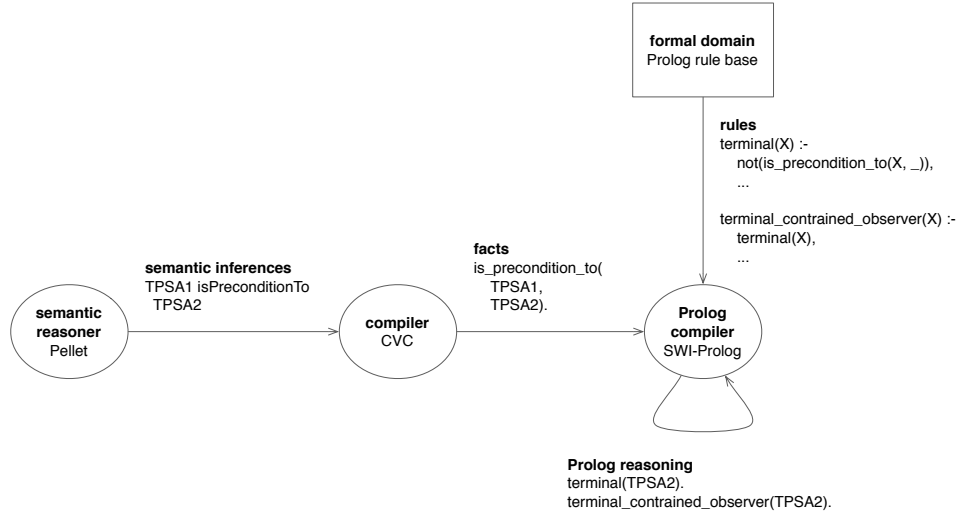 formal domain
Prolog rule base
rules
terminal(X) :-
not(is_precondition_to(X, _)),
...
terminal_contrained_observer(X) :-
terminal(X),
...
semantic inferences
TPSA1 isPreconditionTo
TPSA2
facts
is_precondition_to(
TPSA1,
TPSA2).
semantic
reasoner
Pellet
compiler
CVC
Prolog
compiler
SWI-Prolog
Prolog reasoning
terminal(TPSA2).
terminal_contrained_observer(TPSA2).